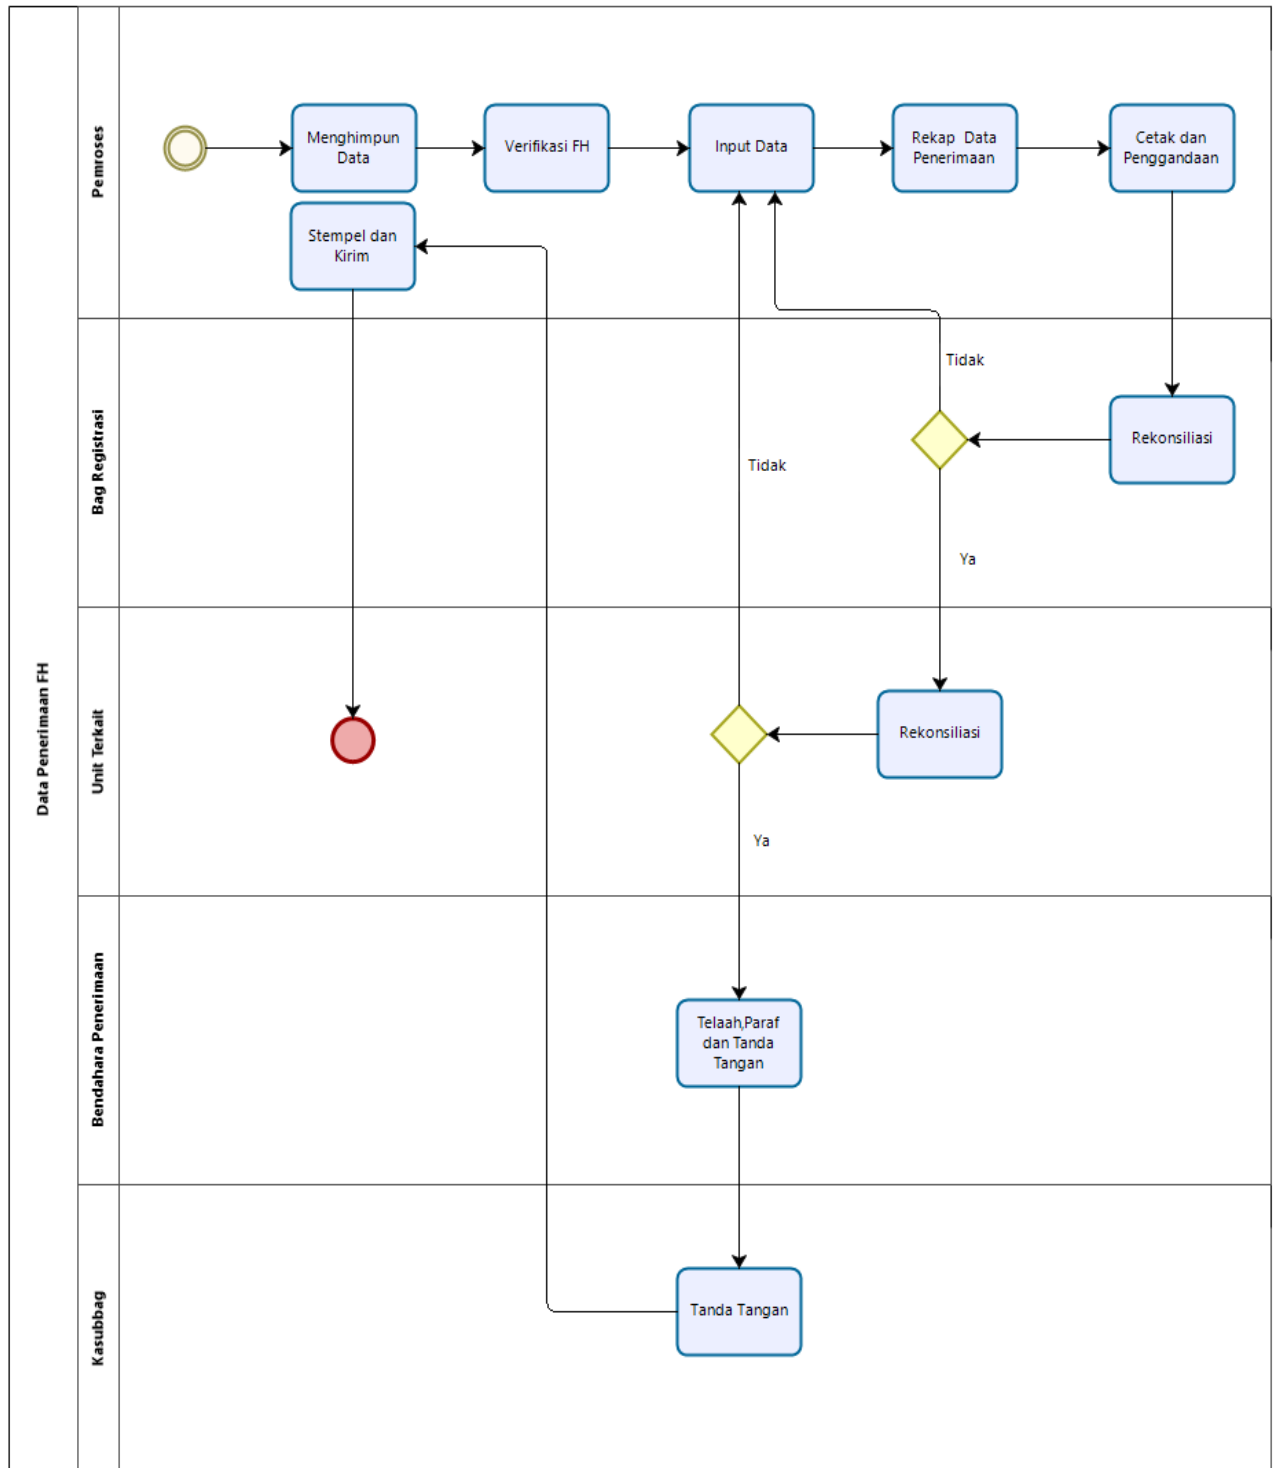 Data Penerimaan FH
Pemroses
Menghimpun
Data
Verifikasi FH
Input Data
Rekap  Data
Penerimaan
Cetak dan
Penggandaan
Stempel dan
Kirim
Bag Registrasi
Tidak
Rekonsiliasi
Tidak
Ya
Unit Terkait
Rekonsiliasi
Ya
Bendahara Penerimaan
Telaah,Paraf
dan Tanda
Tangan
Kasubbag
Tanda Tangan